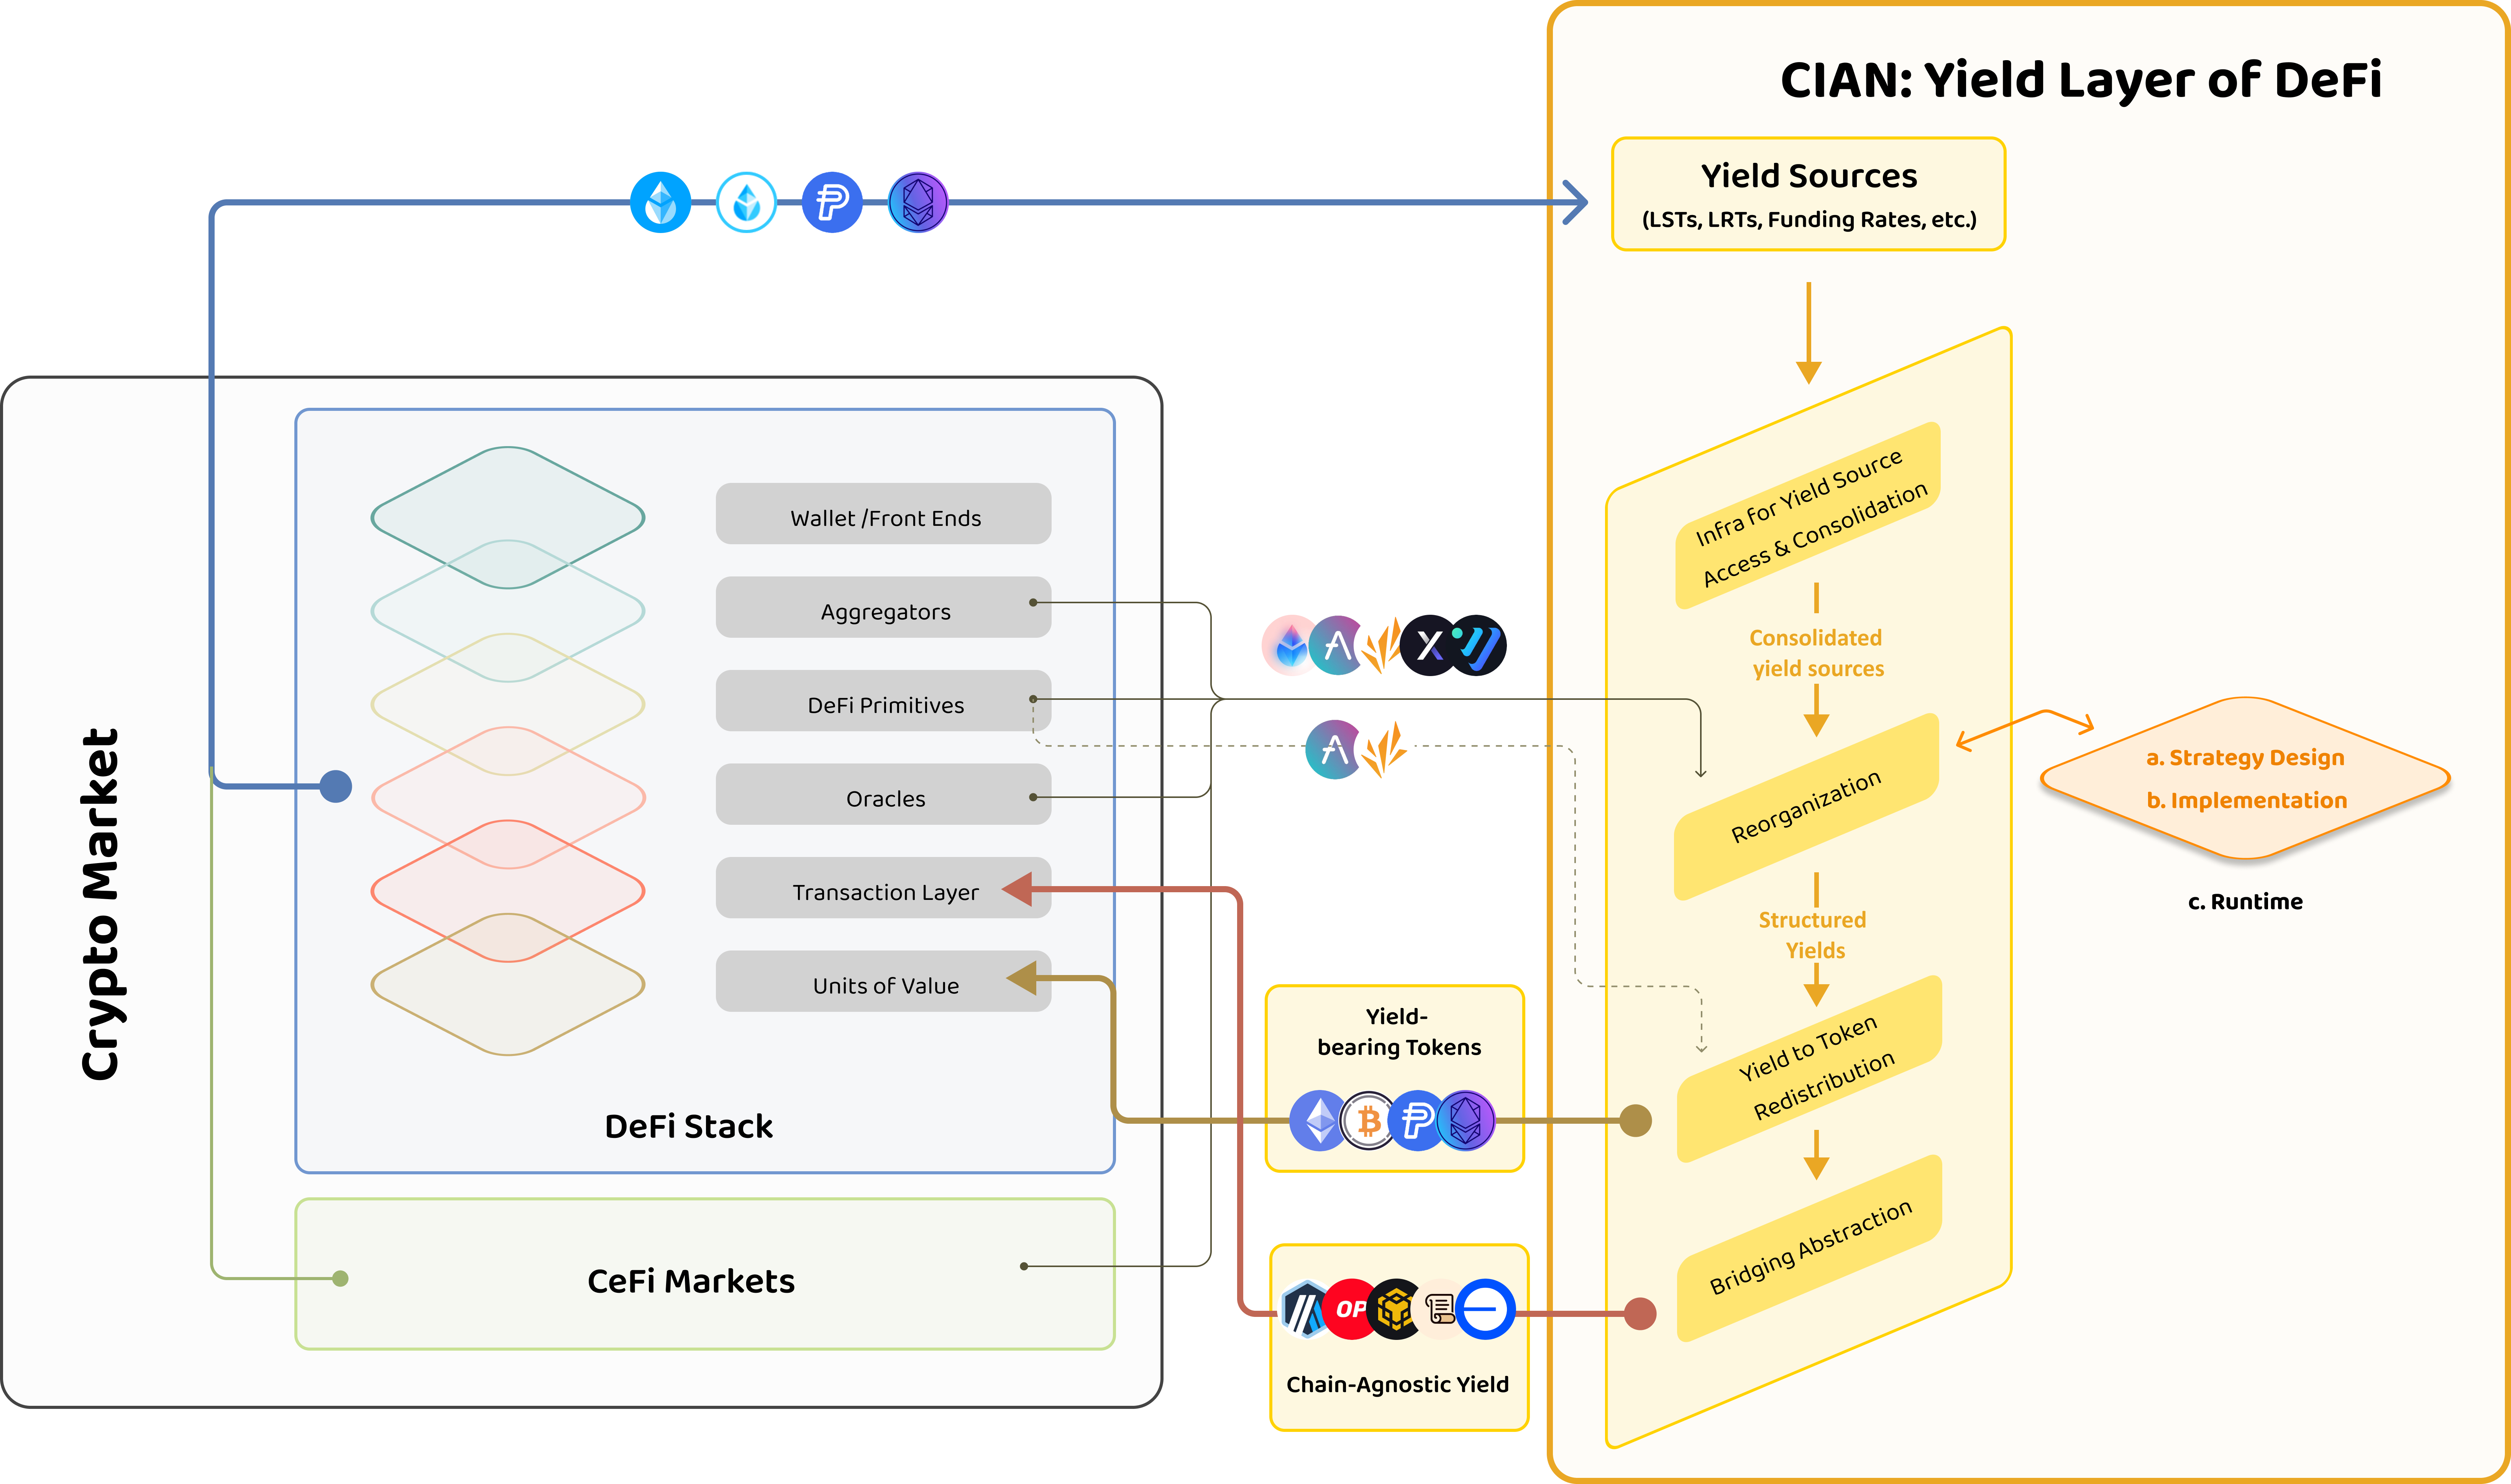 CIAN: Yield Layer of DeFi
Yield Sources
(LSTs, LRTs, Funding Rates, etc.)
Infra for Yield Source
Access & Consolidation
Consolidated
yield sources
Reorganization
Structured
Yields
Yield to Token
Redistribution
Bridging Abstraction
a. Strategy Design
b. Implementation
c. Runtime
Crypto Market
Wallet /Front Ends
Aggregators
DeFi Primitives
Oracles
Transaction Layer
Units of Value
DeFi Stack
CeFi Markets
Yield-
bearing Tokens
OP
Chain-Agnostic Yield